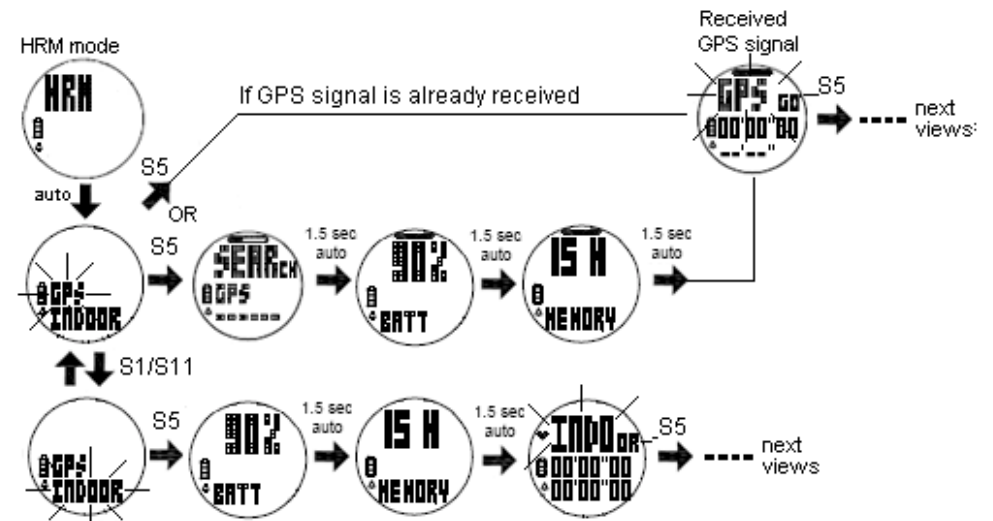 Received
GPS signal
HRM mode
HRM
If GPS signal is already received
GPS GO
00'00"00
--'--"
S5
next
views:
auto
S5
OR
GPS
INDOOR
S5
SEARCH
GPS
------
1.5 sec
auto
90%
BATT
1.5 sec
auto
15 H
MEMORY
1.5 sec
auto
S1/S11
GPS
INDOOR
S5
90%
BATT
1.5 sec
auto
15 H
MEMORY
1.5 sec
auto
INDOOR
00'00"00
00'00"00
S5
next
views